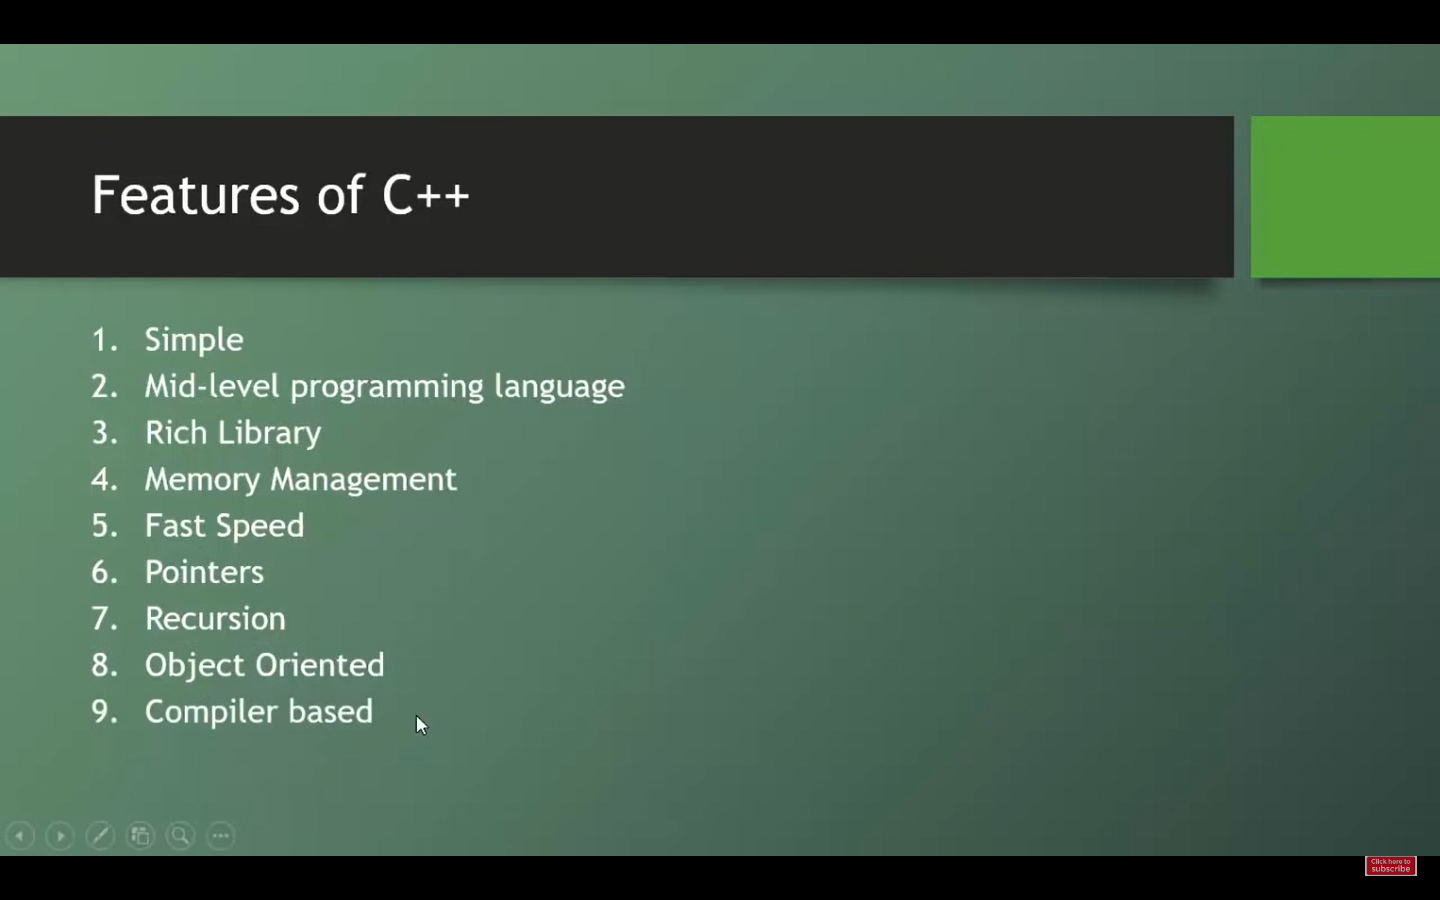 Features of C++
1. Simple
2. Mid-level programming language
3. Rich Library
4. Memory Management
5. Fast Speed
6. Pointers
7. Recursion
8. Object Oriented
9. Compiler based
Click here to
subscribe